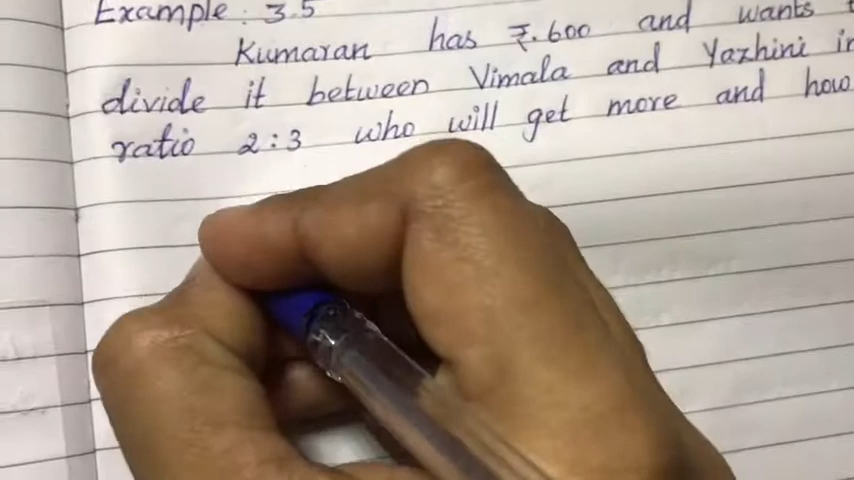 Example : 3.5
Kumaran has ₹.600 and wants
divide it between Vimala and Yazhini in
ratio 2:3 who will get more and how